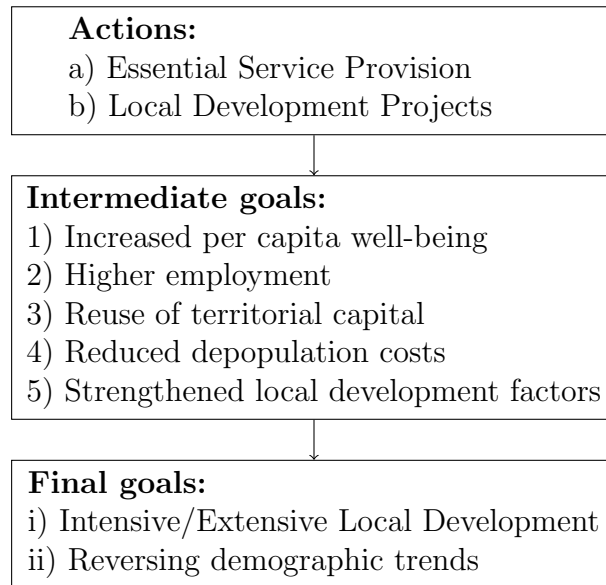 Actions:
a) Essential Service Provision
b) Local Development Projects
Intermediate goals:
1) Increased per capita well-being
2) Higher employment
3) Reuse of territorial capital
4) Reduced depopulation costs
5) Strengthened local development factors
Final goals:
i) Intensive/Extensive Local Development
ii) Reversing demographic trends